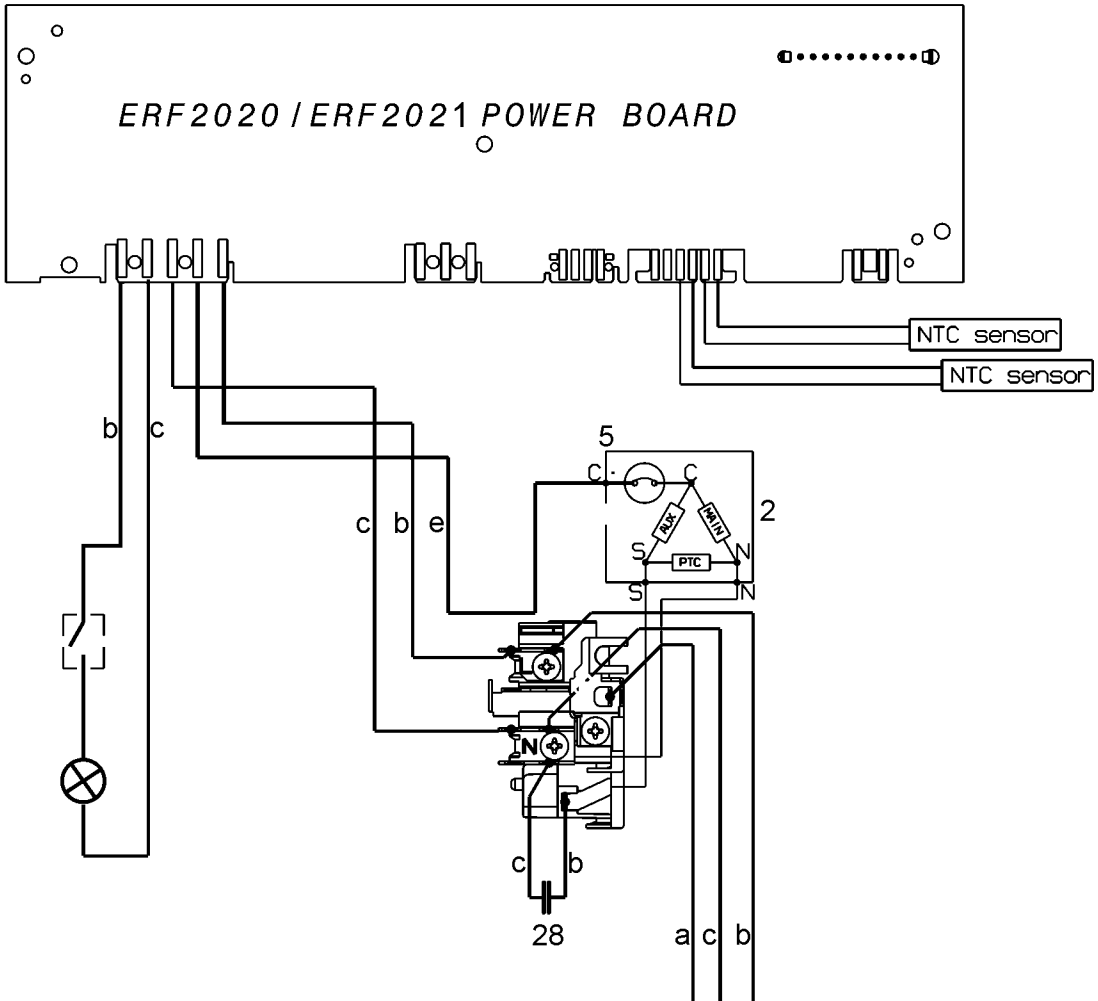 ERF2020/ERF2021 POWER BOARD
NTC sensor
NTC sensor
b c
5
C C
2
AUX MAIN
c b e
S PTC N
S N
N
c b
28
a c b